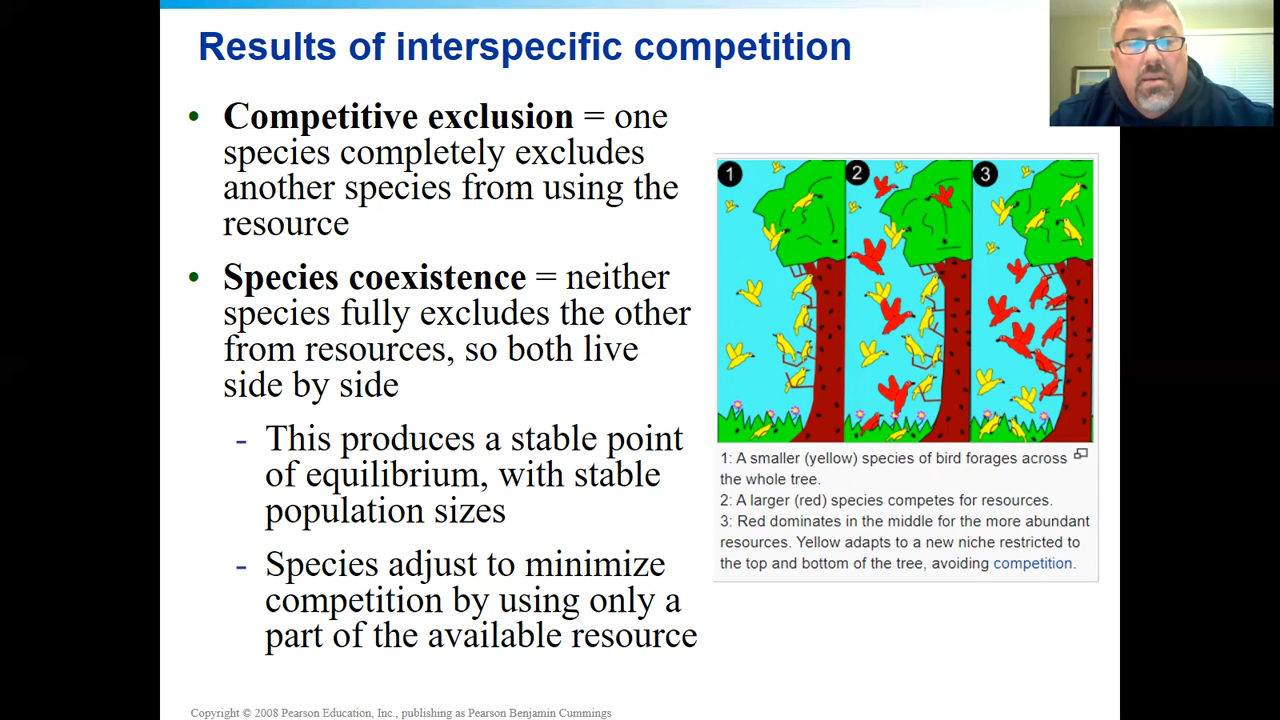 Results of interspecific competition
• Competitive exclusion = one
species completely excludes
another species from using the
resource
• Species coexistence = neither
species fully excludes the other
from resources, so both live
side by side
- This produces a stable point
of equilibrium, with stable
population sizes
- Species adjust to minimize
competition by using only a
part of the available resource
1
2
3
1: A smaller (yellow) species of bird forages across
the whole tree.
2: A larger (red) species competes for resources.
3: Red dominates in the middle for the more abundant
resources. Yellow adapts to a new niche restricted to
the top and bottom of the tree, avoiding competition.
Copyright © 2008 Pearson Education, Inc., publishing as Pearson Benjamin Cummings